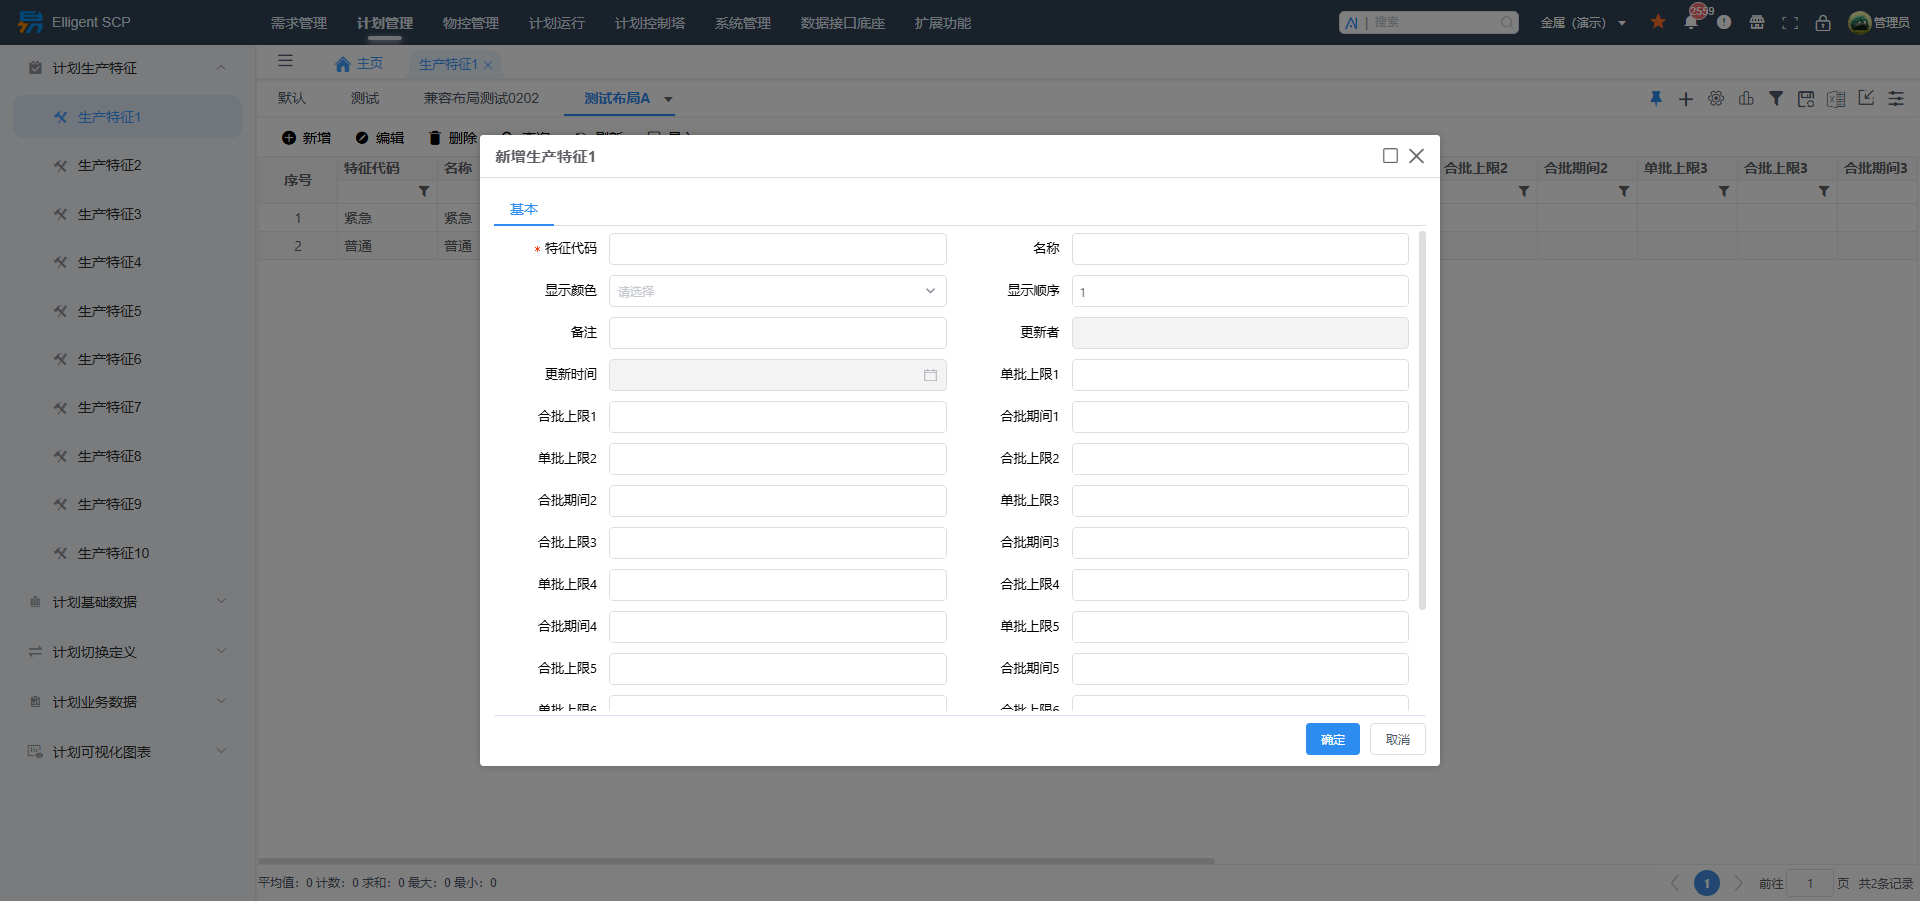 Elligent SCP
需求管理 计划管理 物控管理 计划运行 计划控制塔 系统管理 数据接口底座 扩展功能
AI | 搜索
金属（演示）
2559
管理员
计划生产特征
生产特征1
生产特征2
生产特征3
生产特征4
生产特征5
生产特征6
生产特征7
生产特征8
生产特征9
生产特征10
计划基础数据
计划切换定义
计划业务数据
计划可视化图表
主页 生产特征1
默认 测试 兼容布局测试0202 测试布局A
新增 编辑 删除
序号 特征代码 名称 合批上限2 合批期间2 单批上限3 合批上限3 合批期间3
1 紧急 紧急
2 普通 普通
新增生产特征1
基本
* 特征代码 名称
显示颜色 请选择 显示顺序 1
备注 更新者
更新时间 单批上限1
合批上限1 合批期间1
单批上限2 合批上限2
合批期间2 单批上限3
合批上限3 合批期间3
单批上限4 合批上限4
合批期间4 单批上限5
合批上限5 合批期间5
单批上限6 合批上限6
确定 取消
平均值：0 计数：0 求和：0 最大：0 最小：0
1 前往 1 页 共2条记录